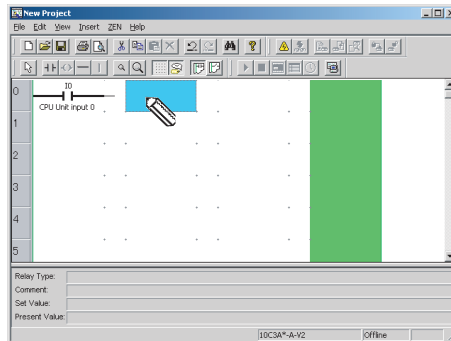 New Project
File Edit View Insert ZEN Help
0
I0
CPU Unit input 0
1
2
3
4
5
Relay Type:
Comment:
Set Value:
Present Value:
10C3A*-A-V2 Offline